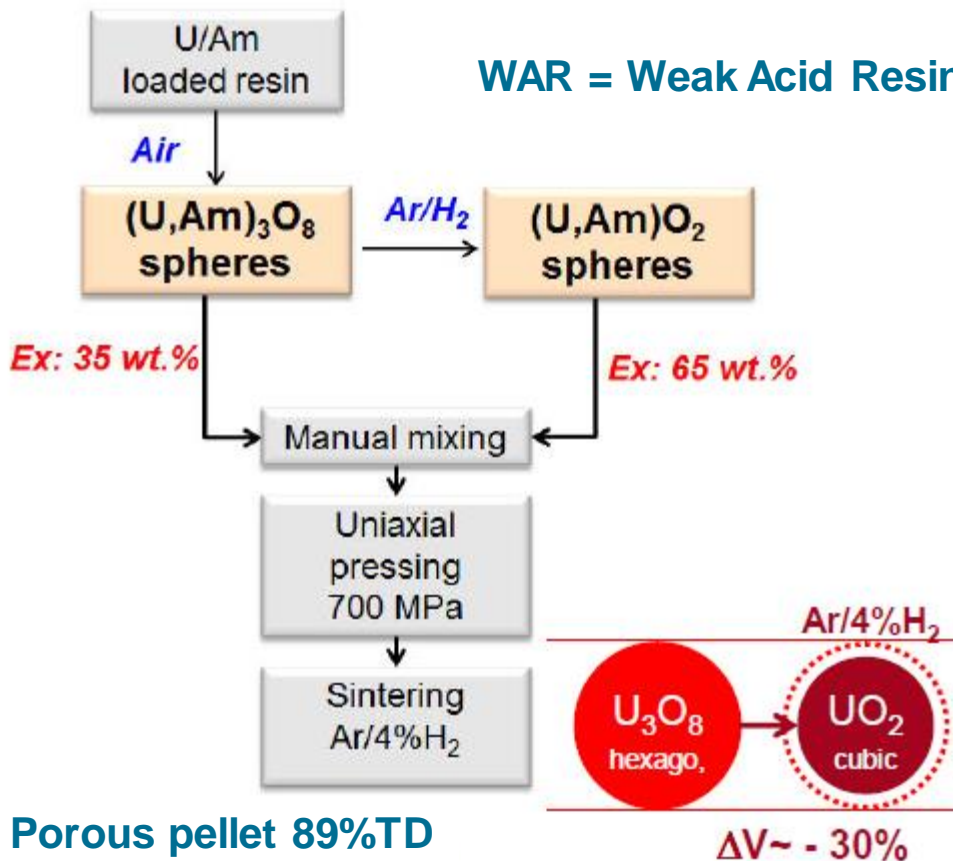 U/Am
loaded resin
WAR = Weak Acid Resin
Air
(U,Am)₃O₈
spheres
Ar/H₂
(U,Am)O₂
spheres
Ex: 35 wt.%
Ex: 65 wt.%
Manual mixing
Uniaxial
pressing
700 MPa
Sintering
Ar/4%H₂
Ar/4%H₂
U₃O₈
hexago,
UO₂
cubic
Porous pellet 89%TD
ΔV~ - 30%